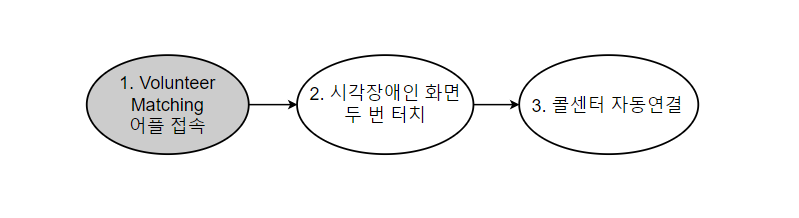 1. Volunteer
Matching
어플 접속
2. 시각장애인 화면
두 번 터치
3. 콜센터 자동연결